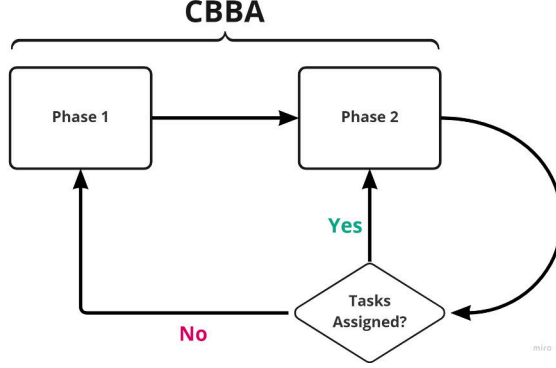 CBBA
Phase 1
Phase 2
Yes
Tasks
Assigned?
No
miro